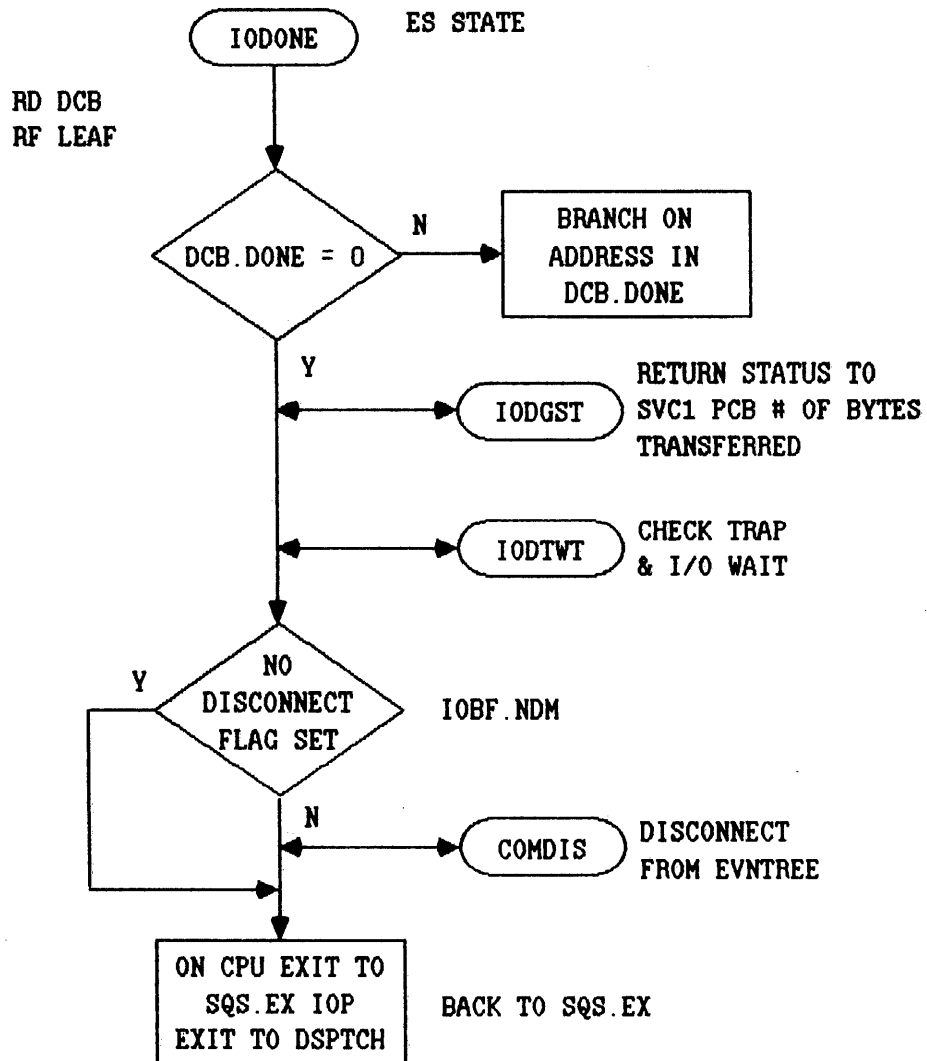 IODONE
ES STATE
RD DCB
RF LEAF
DCB.DONE = 0
N
BRANCH ON
ADDRESS IN
DCB.DONE
Y
IODGST
RETURN STATUS TO
SVC1 PCB # OF BYTES
TRANSFERRED
IODTWT
CHECK TRAP
& I/O WAIT
Y
NO
DISCONNECT
FLAG SET
IOBF.NDM
N
COMDIS
DISCONNECT
FROM EVNTREE
ON CPU EXIT TO
SQS.EX IOP
EXIT TO DSPTCH
BACK TO SQS.EX